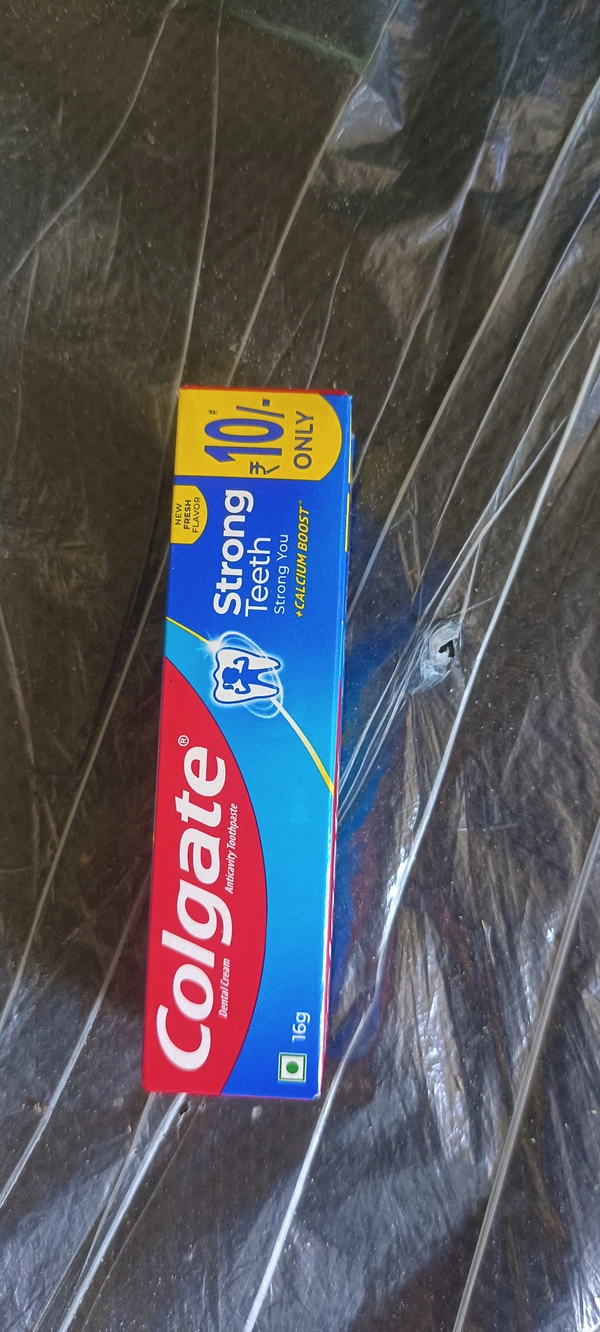 Colgate®
Dental Cream
Anticavity Toothpaste
16g
NEW
FRESH
FLAVOR
Strong
Teeth
Strong You
+CALCIUM BOOST^
₹10/-#
ONLY